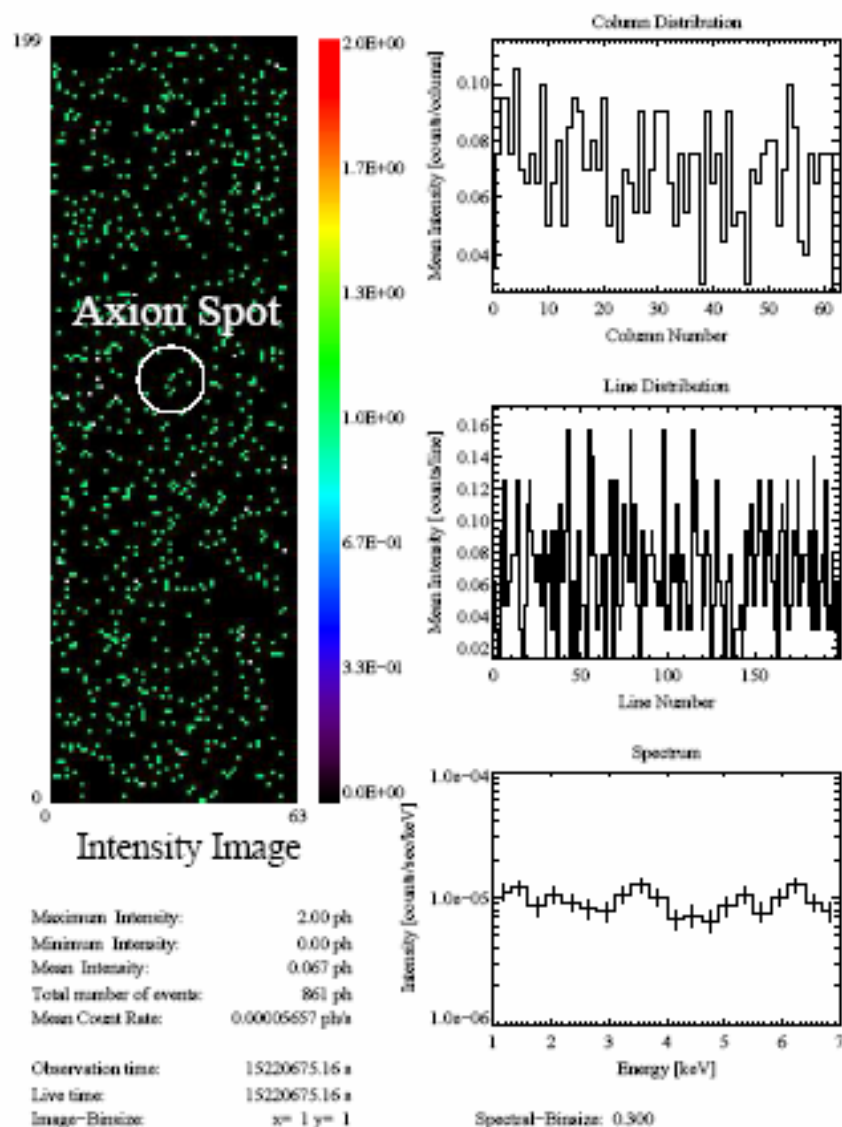 199
Axion Spot
0
0
63
Intensity Image
2.0E+00
1.7E+00
1.3E+00
1.0E+00
6.7E-01
3.3E-01
0.0E+00
Column Distribution
Mean Intensity [counts/column]
0.10
0.08
0.06
0.04
0 10 20 30 40 50 60
Column Number
Line Distribution
Mean Intensity [counts/line]
0.16
0.14
0.12
0.10
0.08
0.06
0.04
0.02
0 50 100 150
Line Number
Spectrum
Intensity [counts/sec/keV]
1.0e-04
1.0e-05
1.0e-06
1 2 3 4 5 6 7
Energy [keV]
Maximum Intensity: 2.00 ph
Minimum Intensity: 0.00 ph
Mean Intensity: 0.067 ph
Total number of events: 861 ph
Mean Count Rate: 0.00005657 ph/s
Observation time: 15220675.16 s
Live time: 15220675.16 s
Image-Binsize: x= 1 y= 1
Spectral-Binsize: 0.300